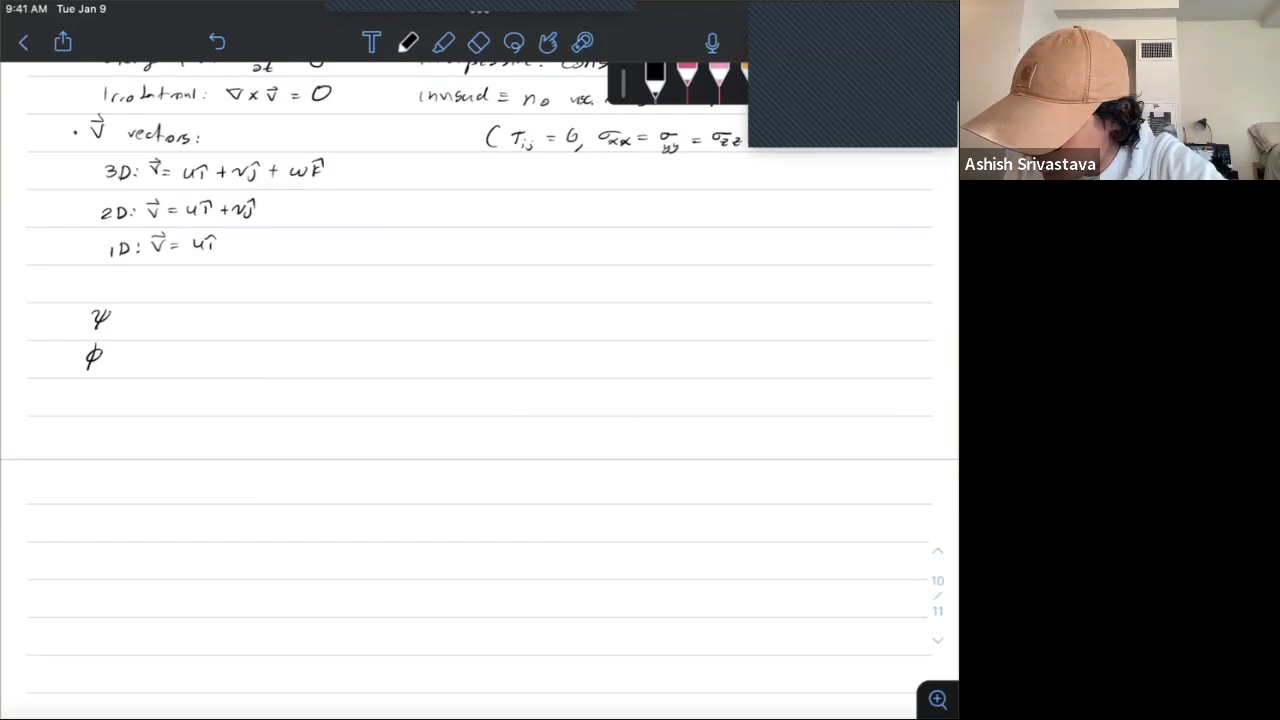 9:41 AM Tue Jan 9
∂t
Irrotational: ∇ × V⃗ = 0
inviscid ≡ no
• V⃗ vectors:
(τij = 0, σxx = σyy = σzz
3D: V⃗ = uî + vĵ + wk̂
2D: V⃗ = uî + vĵ
1D: V⃗ = uî
ψ
φ
10
/
11
Ashish Srivastava